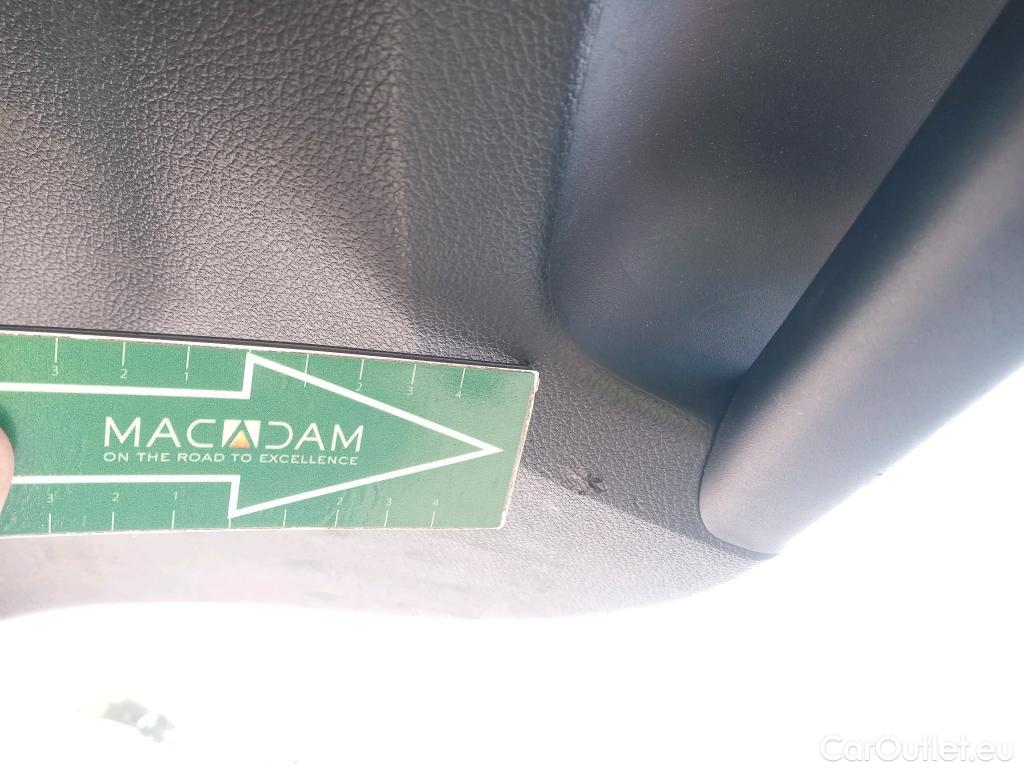 3 2 1 1 2 3 4
MACADAM
ON THE ROAD TO EXCELLENCE
3 2 1 2 3 4
CarOutlet.eu